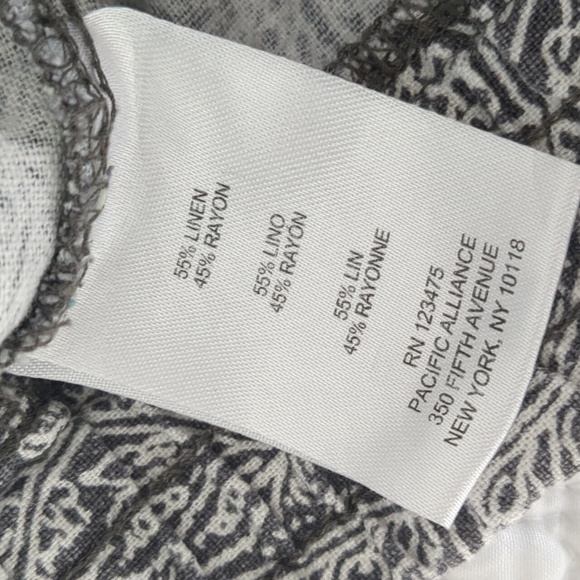 55% LINEN
45% RAYON
55% LINO
45% RAYÓN
55% LIN
45% RAYONNE
RN 123475
PACIFIC ALLIANCE
350 FIFTH AVENUE
NEW YORK, NY 10118